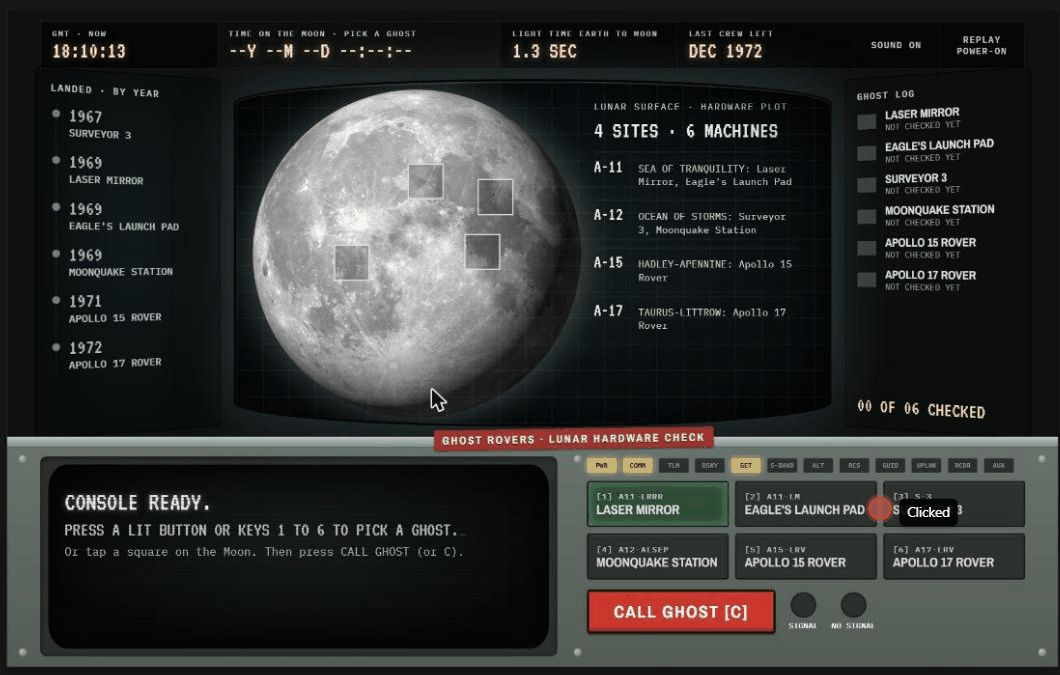 GMT · NOW
18:10:13
TIME ON THE MOON · PICK A GHOST
--Y --M --D --:--:--
LIGHT TIME EARTH TO MOON
1.3 SEC
LAST CREW LEFT
DEC 1972
SOUND ON
REPLAY
POWER-ON
LANDED · BY YEAR
1967
SURVEYOR 3
1969
LASER MIRROR
1969
EAGLE'S LAUNCH PAD
1969
MOONQUAKE STATION
1971
APOLLO 15 ROVER
1972
APOLLO 17 ROVER
LUNAR SURFACE · HARDWARE PLOT
4 SITES · 6 MACHINES
A-11 SEA OF TRANQUILITY: Laser
Mirror, Eagle's Launch Pad
A-12 OCEAN OF STORMS: Surveyor
3, Moonquake Station
A-15 HADLEY-APENNINE: Apollo 15
Rover
A-17 TAURUS-LITTROW: Apollo 17
Rover
GHOST LOG
LASER MIRROR
NOT CHECKED YET
EAGLE'S LAUNCH PAD
NOT CHECKED YET
SURVEYOR 3
NOT CHECKED YET
MOONQUAKE STATION
NOT CHECKED YET
APOLLO 15 ROVER
NOT CHECKED YET
APOLLO 17 ROVER
NOT CHECKED YET
00 OF 06 CHECKED
GHOST ROVERS · LUNAR HARDWARE CHECK
CONSOLE READY.
PRESS A LIT BUTTON OR KEYS 1 TO 6 TO PICK A GHOST.
Or tap a square on the Moon. Then press CALL GHOST (or C).
PWR COMM TLM DSKY GET S-BAND ALT RCS GUID UPLNK RCDR AUX
[1] A11-LRRR
LASER MIRROR
[2] A11-LM
EAGLE'S LAUNCH PAD
[3] S-3
S 3
Clicked
[4] A12-ALSEP
MOONQUAKE STATION
[5] A15-LRV
APOLLO 15 ROVER
[6] A17-LRV
APOLLO 17 ROVER
CALL GHOST [C]
SIGNAL
NO SIGNAL